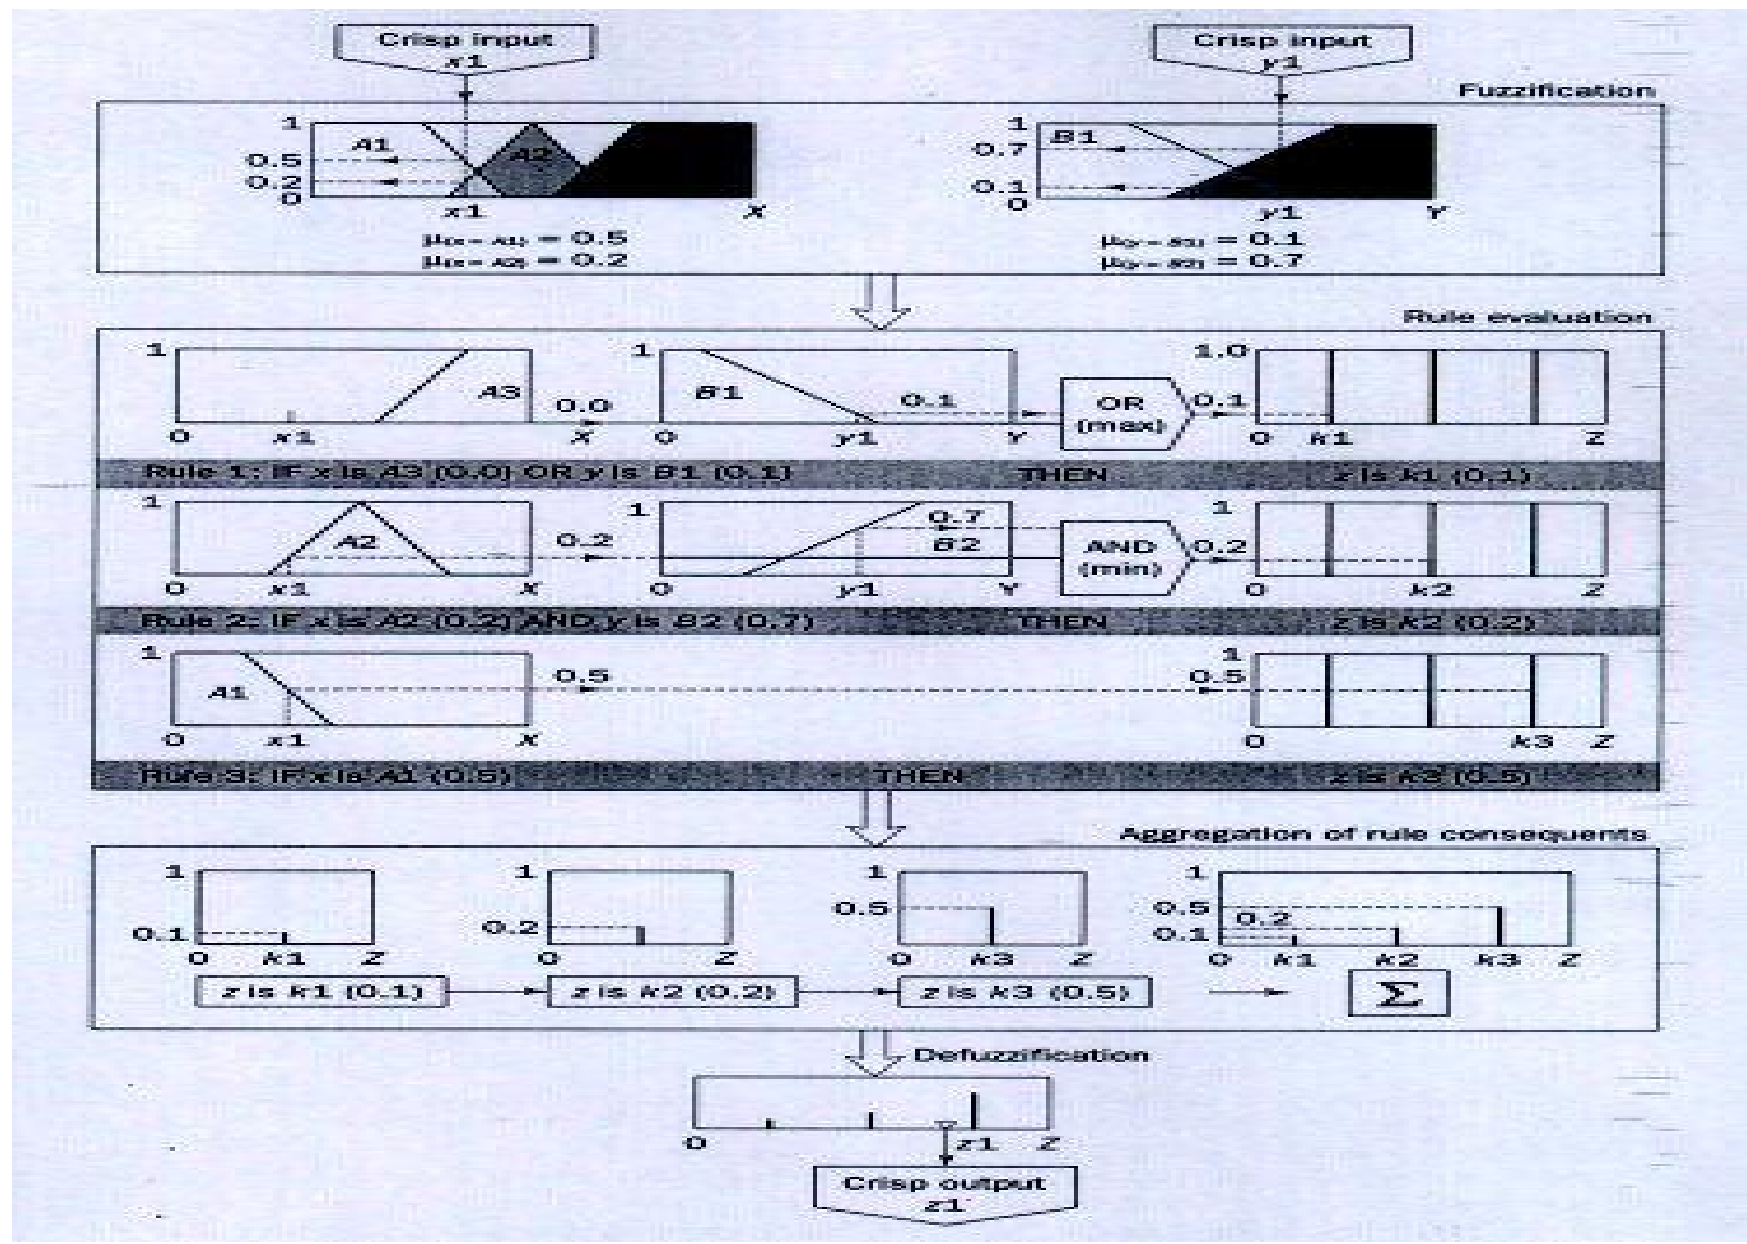 Crisp input
x1
Crisp input
y1
Fuzzification
1
A1
0.5
A2
0.2
0
x1
X
μ(x = A1) = 0.5
μ(x = A2) = 0.2
1
B1
0.7
0.1
0
y1
Y
μ(y = B1) = 0.1
μ(y = B2) = 0.7
Rule evaluation
1
A3
0.0
0
x1
X
1
B1
0.1
0
y1
Y
OR
(max)
1.0
0.1
0
k1
Z
Rule 1: IF x is A3 (0.0) OR y is B1 (0.1) THEN z is k1 (0.1)
1
A2
0.2
0
x1
X
1
0.7
B2
0
y1
Y
AND
(min)
1
0.2
0
k2
Z
Rule 2: IF x is A2 (0.2) AND y is B2 (0.7) THEN z is k2 (0.2)
1
A1
0.5
0
x1
X
1
0.5
0
k3
Z
Rule 3: IF x is A1 (0.5) THEN z is k3 (0.5)
Aggregation of rule consequents
1
0.1
0
k1
Z
1
0.2
0
Z
1
0.5
0
k3
Z
1
0.5
0.2
0.1
0
k1
k2
k3
Z
z is k1 (0.1)
z is k2 (0.2)
z is k3 (0.5)
Σ
Defuzzification
0
z1
Z
Crisp output
z1